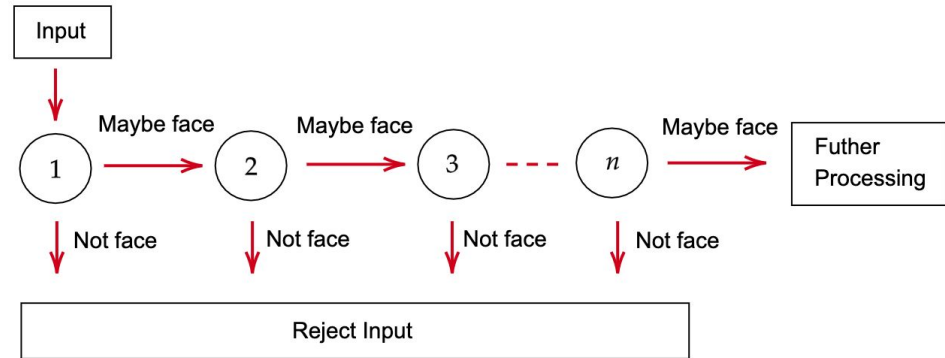 Input
Maybe face
Maybe face
Maybe face
1
2
3
n
Futher
Processing
Not face
Not face
Not face
Not face
Reject Input